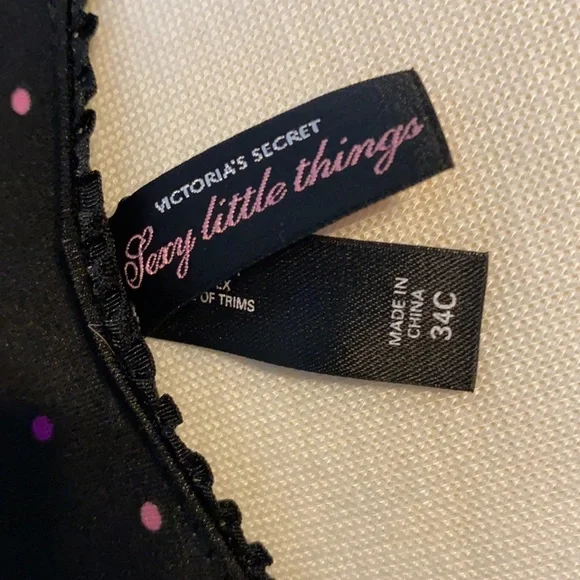 VICTORIA'S SECRET
Sexy little things
OF TRIMS
MADE IN
CHINA
34C